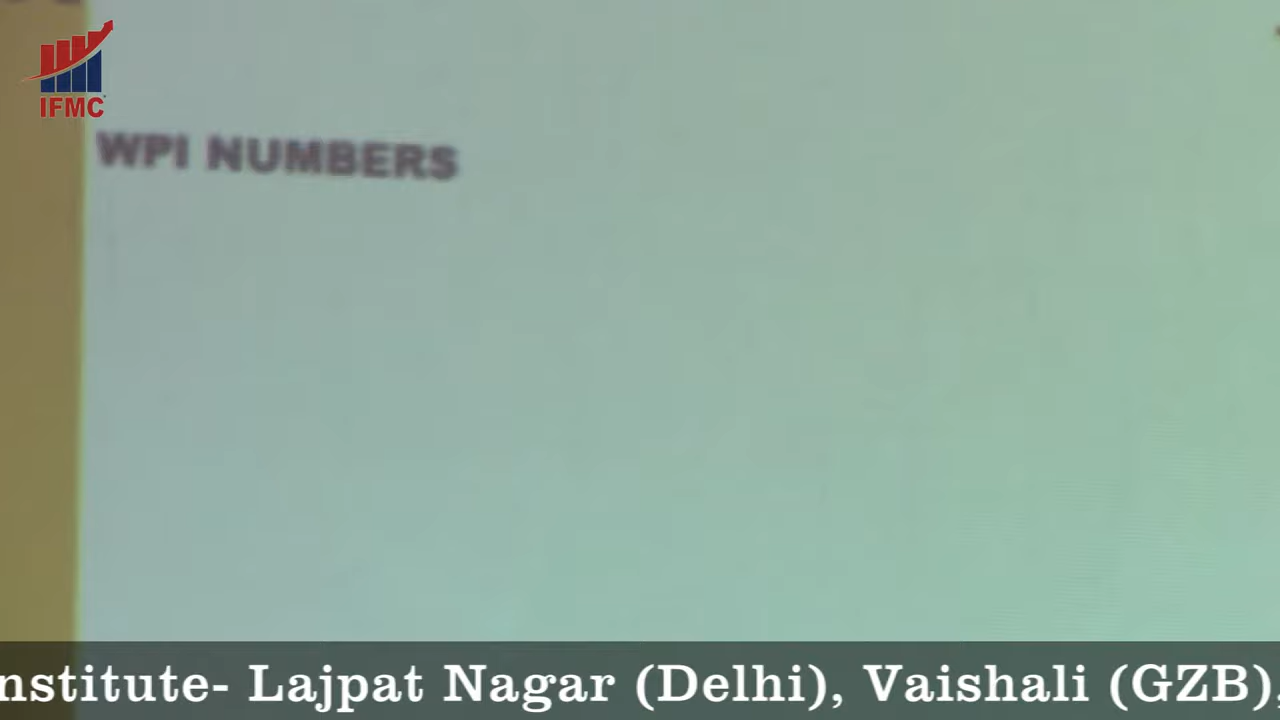 IFMC
WPI NUMBERS
nstitute- Lajpat Nagar (Delhi), Vaishali (GZB),